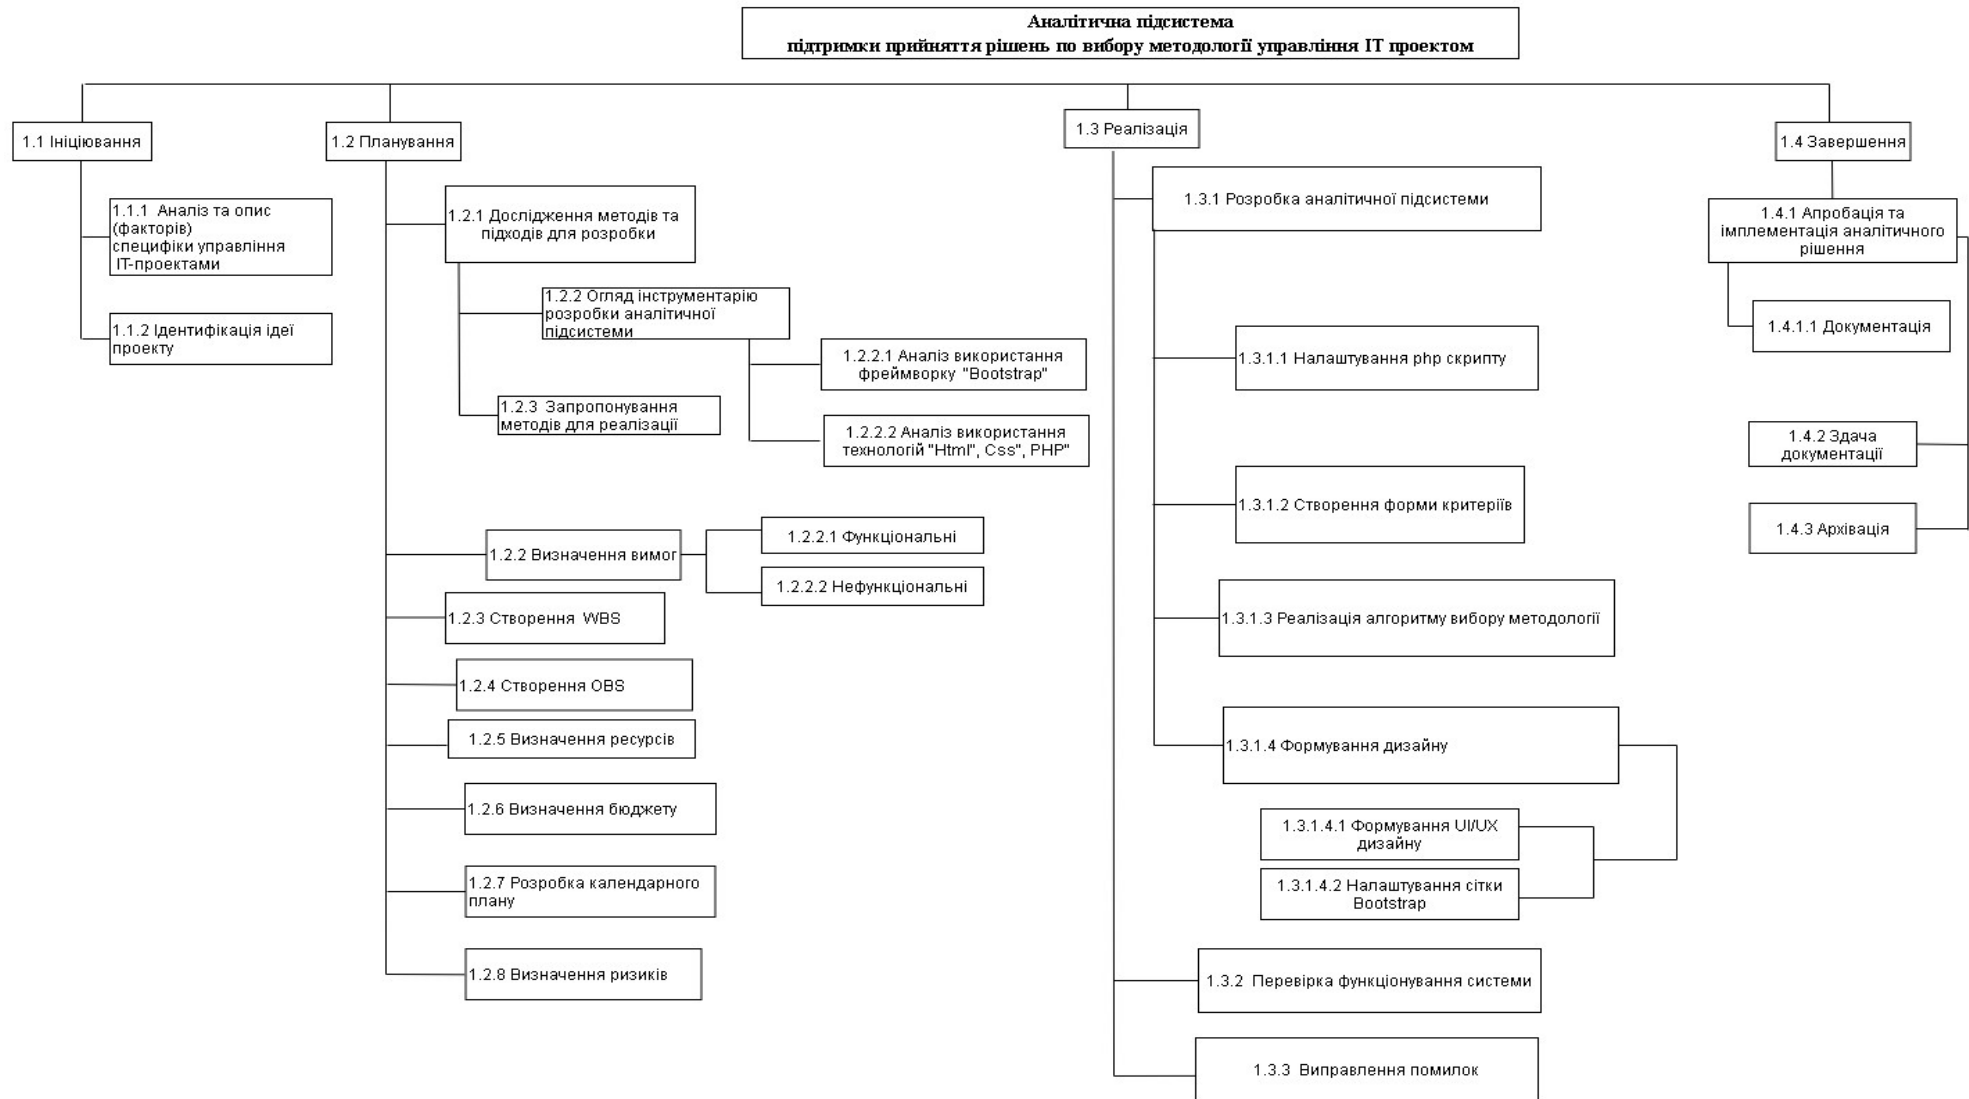 Аналітична підсистема
підтримки прийняття рішень по вибору методології управління ІТ проектом
1.1 Ініціювання
1.1.1 Аналіз та опис
(факторів)
специфіки управління
ІТ-проектами
1.1.2 Ідентифікація ідеї
проекту
1.2 Планування
1.2.1 Дослідження методів та
підходів для розробки
1.2.2 Огляд інструментарію
розробки аналітичної
підсистеми
1.2.2.1 Аналіз використання
фреймворку "Bootstrap"
1.2.2.2 Аналіз використання
технологій "Html", Css", PHP"
1.2.3 Запропонування
методів для реалізації
1.2.2 Визначення вимог
1.2.2.1 Функціональні
1.2.2.2 Нефункціональні
1.2.3 Створення WBS
1.2.4 Створення OBS
1.2.5 Визначення ресурсів
1.2.6 Визначення бюджету
1.2.7 Розробка календарного
плану
1.2.8 Визначення ризиків
1.3 Реалізація
1.3.1 Розробка аналітичної підсистеми
1.3.1.1 Налаштування php скрипту
1.3.1.2 Створення форми критеріїв
1.3.1.3 Реалізація алгоритму вибору методології
1.3.1.4 Формування дизайну
1.3.1.4.1 Формування UI/UX
дизайну
1.3.1.4.2 Налаштування сітки
Bootstrap
1.3.2 Перевірка функціонування системи
1.3.3 Виправлення помилок
1.4 Завершення
1.4.1 Апробація та
імплементація аналітичного
рішення
1.4.1.1 Документація
1.4.2 Здача
документації
1.4.3 Архівація